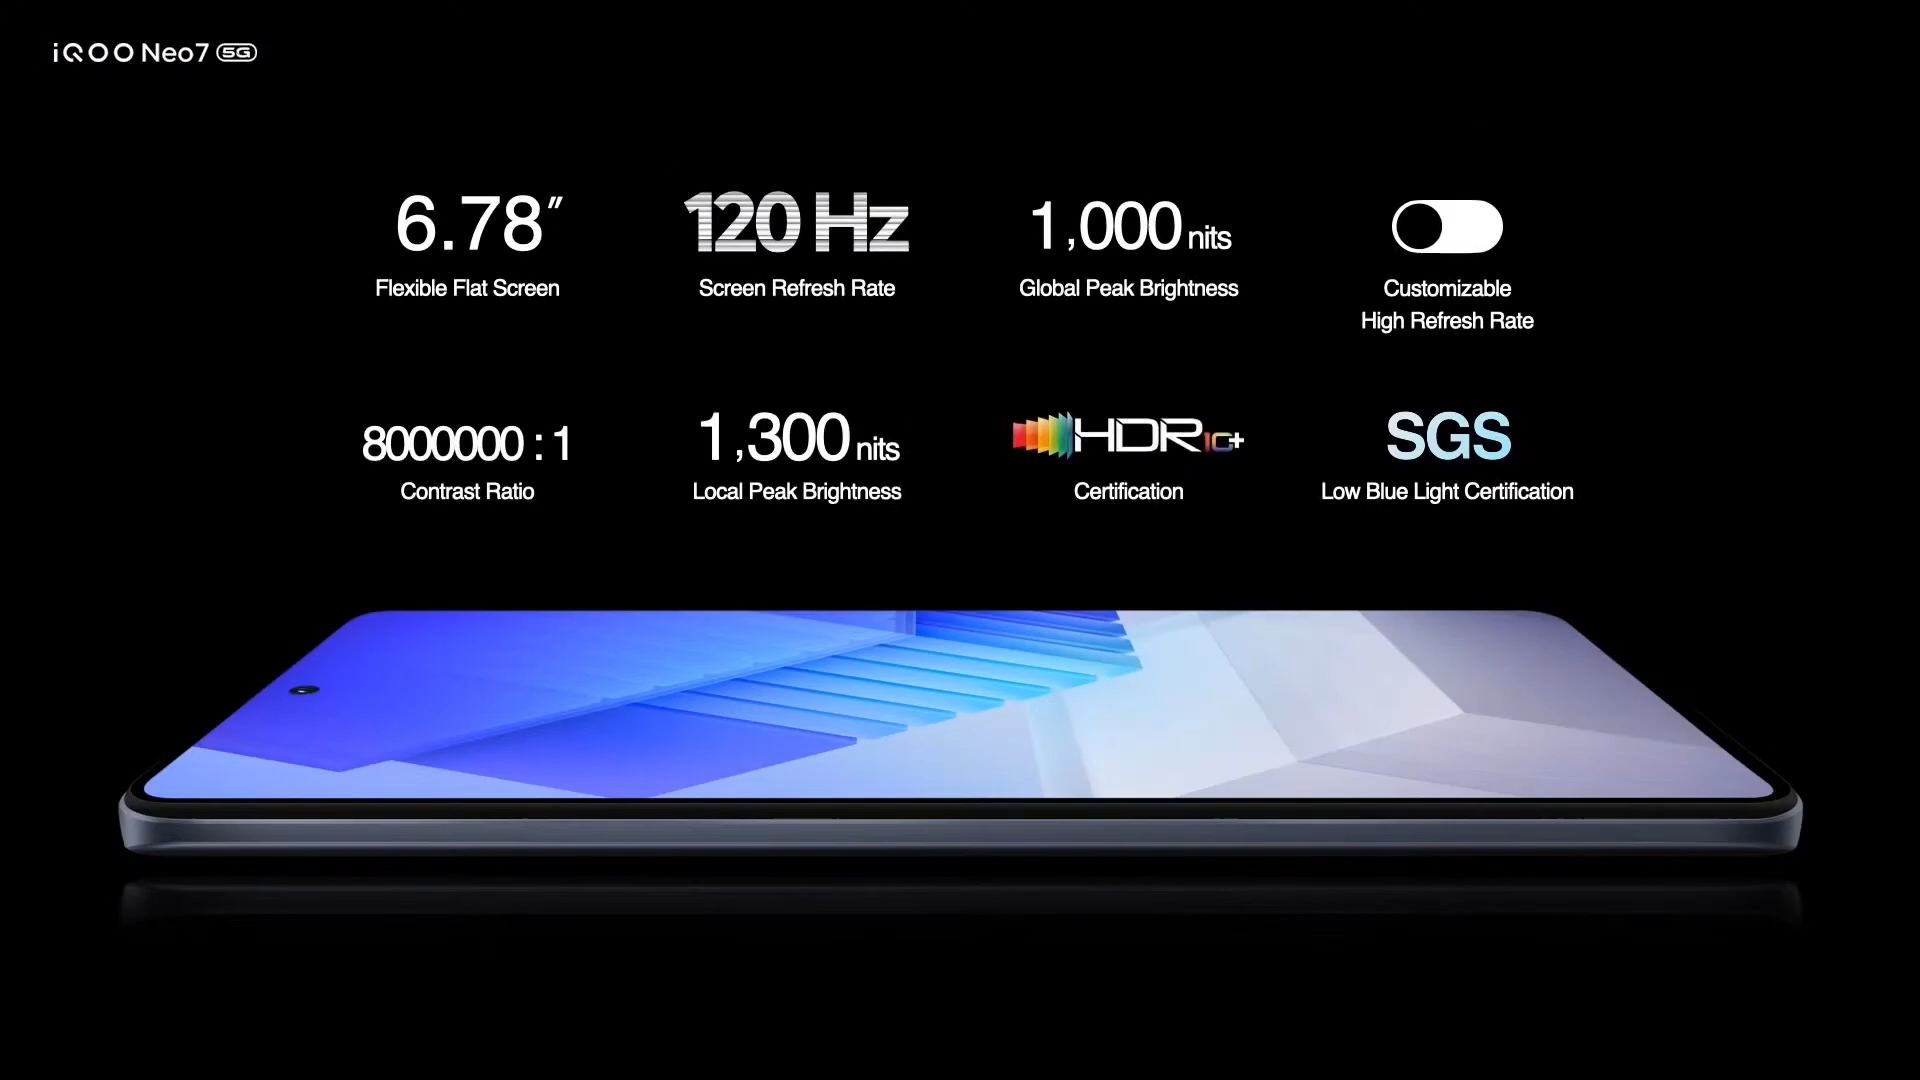 iQOO Neo7 5G
6.78"
Flexible Flat Screen
120 Hz
Screen Refresh Rate
1,000 nits
Global Peak Brightness
Customizable
High Refresh Rate
8000000 : 1
Contrast Ratio
1,300 nits
Local Peak Brightness
HDR10+
Certification
SGS
Low Blue Light Certification